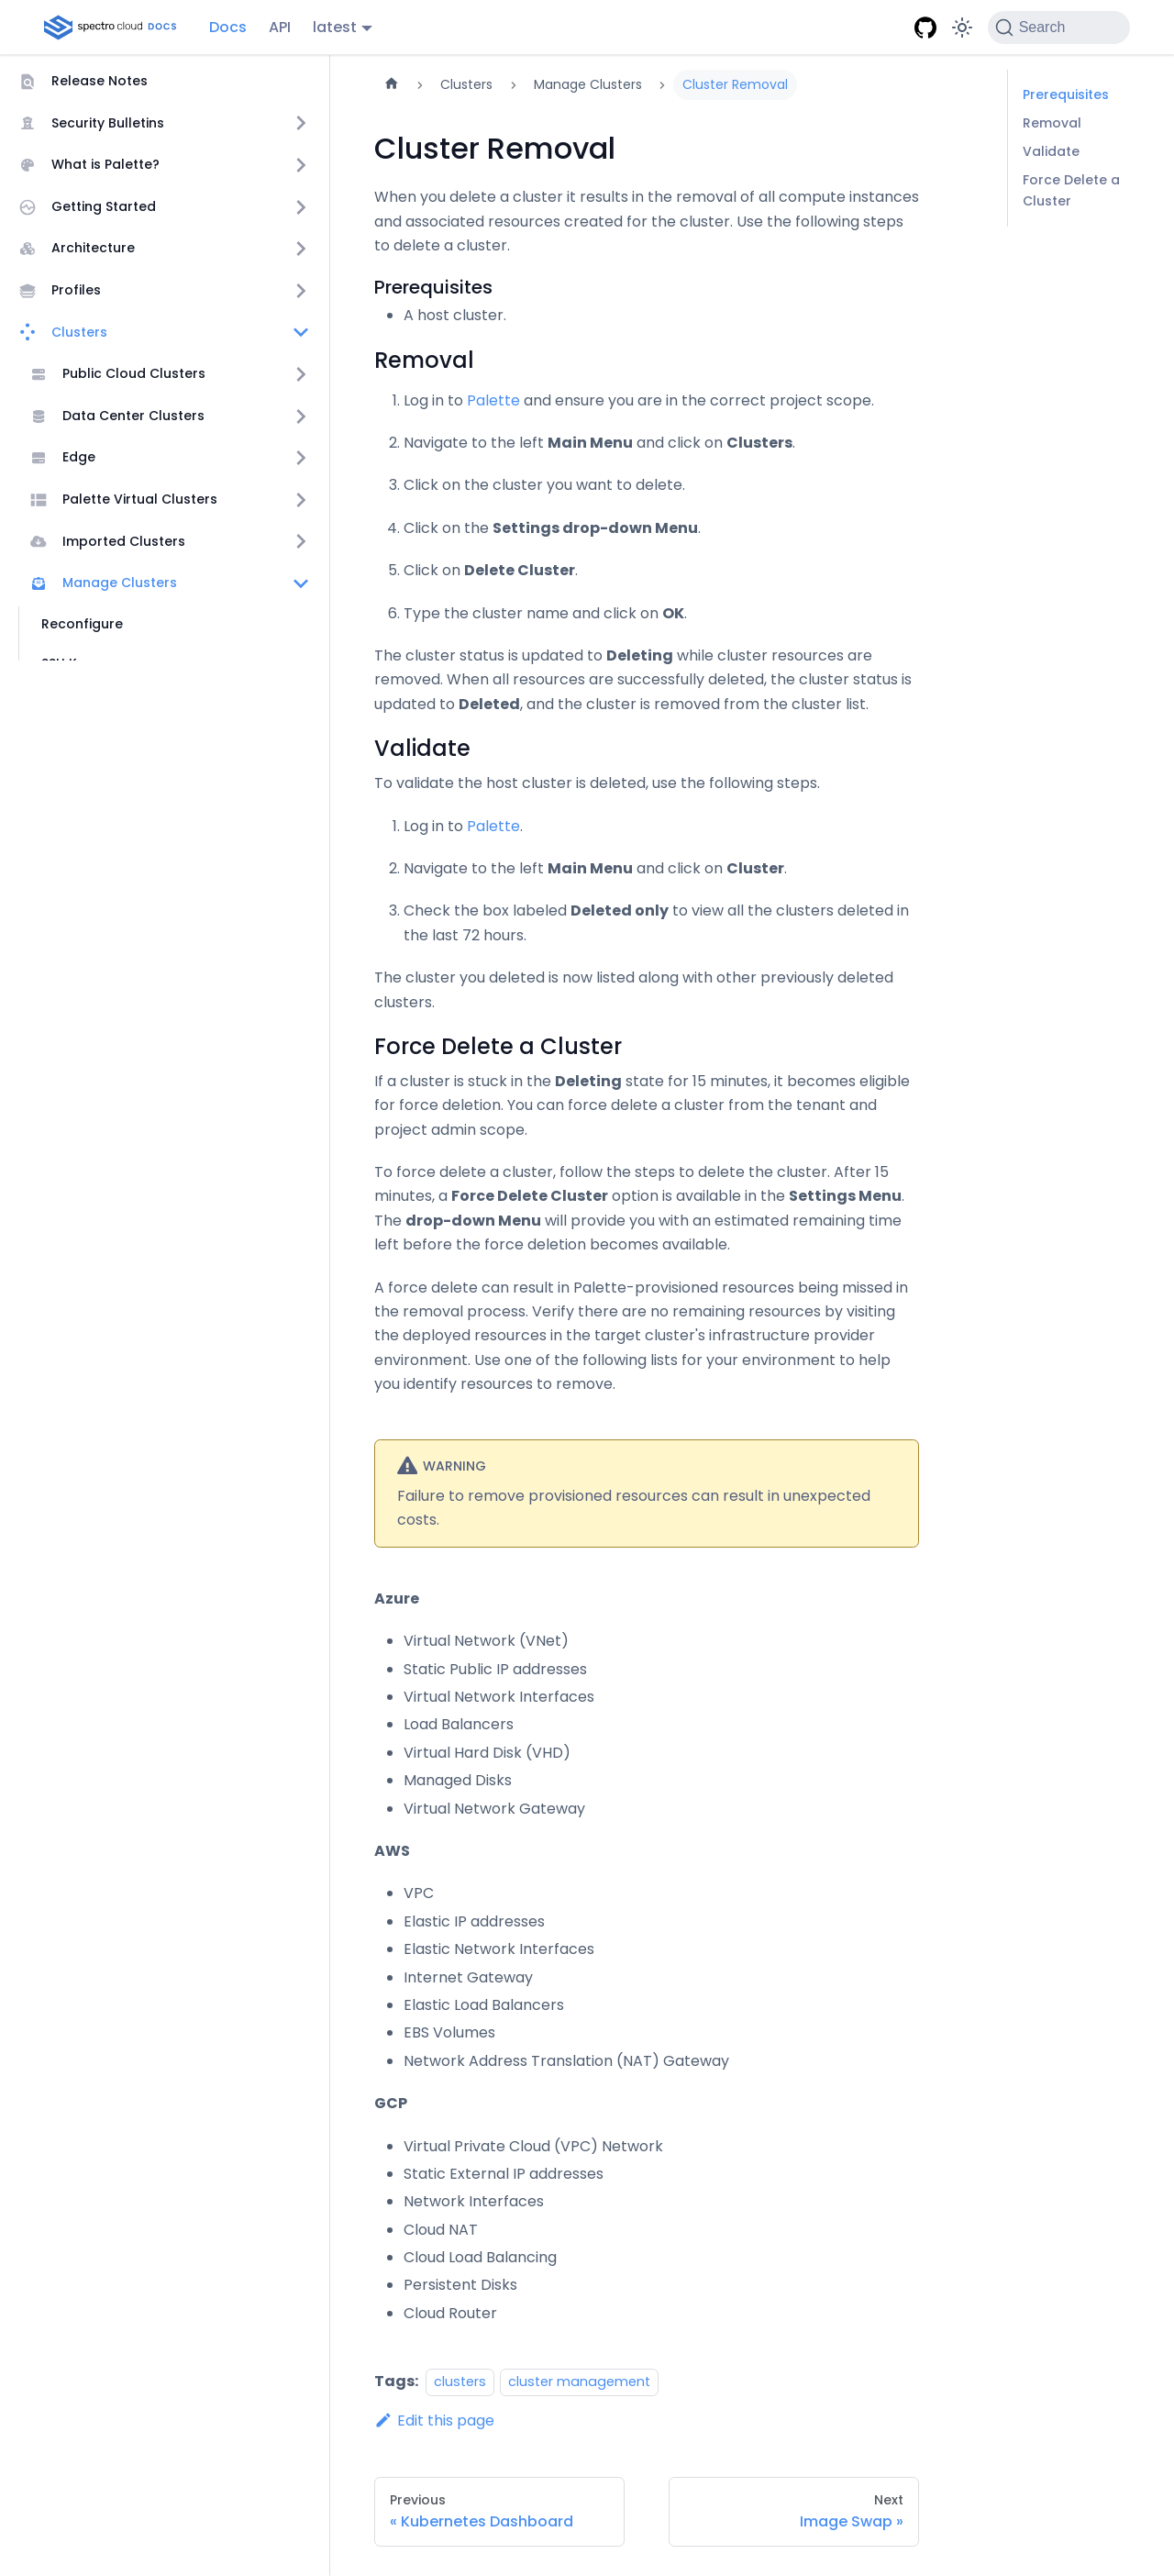 spectro cloud DOCS
Docs
API
latest
Search
Release Notes
Security Bulletins
What is Palette?
Getting Started
Architecture
Profiles
Clusters
Public Cloud Clusters
Data Center Clusters
Edge
Palette Virtual Clusters
Imported Clusters
Manage Clusters
Reconfigure
Clusters
Manage Clusters
Cluster Removal
Cluster Removal
When you delete a cluster it results in the removal of all compute instances
and associated resources created for the cluster. Use the following steps
to delete a cluster.
Prerequisites
A host cluster.
Removal
1. Log in to Palette and ensure you are in the correct project scope.
2. Navigate to the left Main Menu and click on Clusters.
3. Click on the cluster you want to delete.
4. Click on the Settings drop-down Menu.
5. Click on Delete Cluster.
6. Type the cluster name and click on OK.
The cluster status is updated to Deleting while cluster resources are
removed. When all resources are successfully deleted, the cluster status is
updated to Deleted, and the cluster is removed from the cluster list.
Validate
To validate the host cluster is deleted, use the following steps.
1. Log in to Palette.
2. Navigate to the left Main Menu and click on Cluster.
3. Check the box labeled Deleted only to view all the clusters deleted in
the last 72 hours.
The cluster you deleted is now listed along with other previously deleted
clusters.
Force Delete a Cluster
If a cluster is stuck in the Deleting state for 15 minutes, it becomes eligible
for force deletion. You can force delete a cluster from the tenant and
project admin scope.
To force delete a cluster, follow the steps to delete the cluster. After 15
minutes, a Force Delete Cluster option is available in the Settings Menu.
The drop-down Menu will provide you with an estimated remaining time
left before the force deletion becomes available.
A force delete can result in Palette-provisioned resources being missed in
the removal process. Verify there are no remaining resources by visiting
the deployed resources in the target cluster's infrastructure provider
environment. Use one of the following lists for your environment to help
you identify resources to remove.
WARNING
Failure to remove provisioned resources can result in unexpected
costs.
Azure
Virtual Network (VNet)
Static Public IP addresses
Virtual Network Interfaces
Load Balancers
Virtual Hard Disk (VHD)
Managed Disks
Virtual Network Gateway
AWS
VPC
Elastic IP addresses
Elastic Network Interfaces
Internet Gateway
Elastic Load Balancers
EBS Volumes
Network Address Translation (NAT) Gateway
GCP
Virtual Private Cloud (VPC) Network
Static External IP addresses
Network Interfaces
Cloud NAT
Cloud Load Balancing
Persistent Disks
Cloud Router
Tags: clusters cluster management
Edit this page
Previous
« Kubernetes Dashboard
Next
Image Swap »
Prerequisites
Removal
Validate
Force Delete a
Cluster